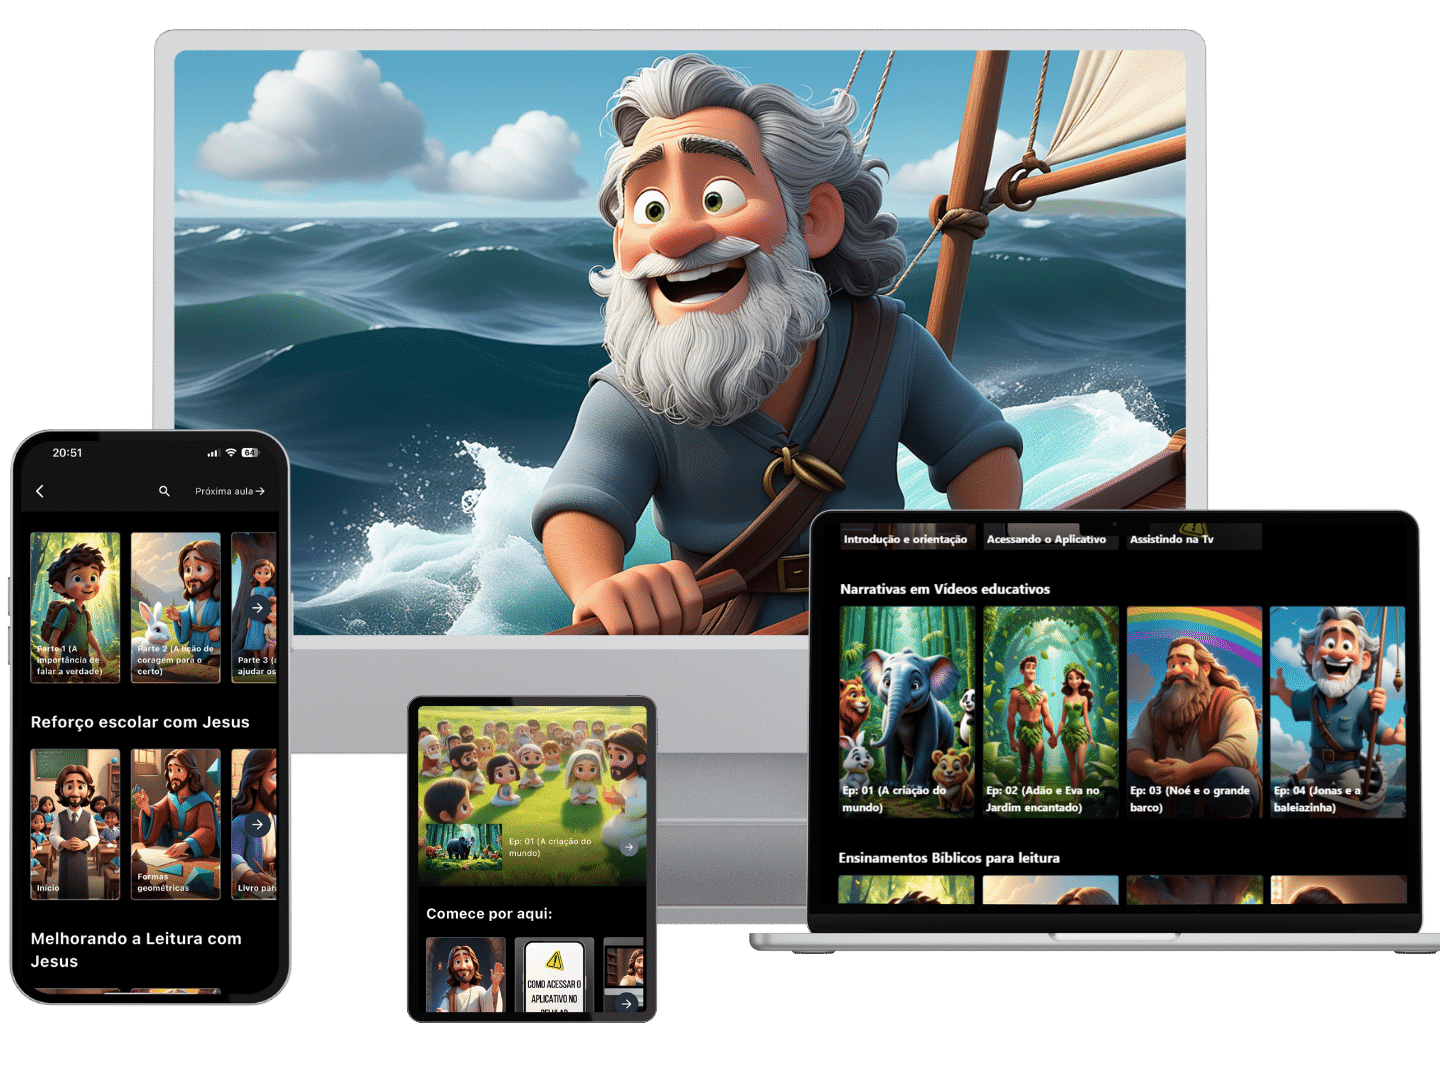 20:51
64
Próxima aula
Parte 1 (A
importância de
falar a verdade)
Parte 2 (A lição de
coragem para o
certo)
Parte 3 (
ajudar os
Reforço escolar com Jesus
Início
Formas
geométricas
Livro par
Melhorando a Leitura com
Jesus
Ep: 01 (A criação do
mundo)
Comece por aqui:
COMO ACESSAR O
APLICATIVO NO
CELULAR
Introdução e orientação
Acessando o Aplicativo
Assistindo na Tv
Narrativas em Vídeos educativos
Ep: 01 (A criação do
mundo)
Ep: 02 (Adão e Eva no
Jardim encantado)
Ep: 03 (Noé e o grande
barco)
Ep: 04 (Jonas e a
baleiazinha)
Ensinamentos Bíblicos para leitura